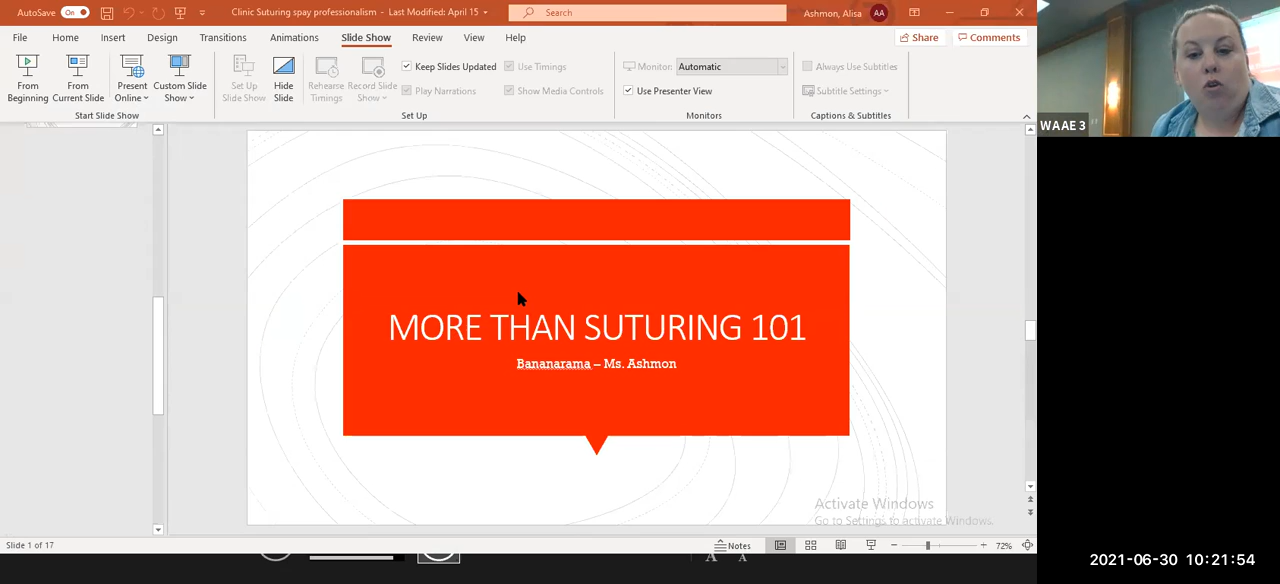 AutoSave On Clinic Suturing spay professionalism - Last Modified: April 15 Search Ashmon, Alisa AA
File Home Insert Design Transitions Animations Slide Show Review View Help Share Comments
From Beginning
From Current Slide
Present Online
Custom Slide Show
Start Slide Show
Set Up Slide Show
Hide Slide
Rehearse Timings
Record Slide Show
Keep Slides Updated
Play Narrations
Use Timings
Show Media Controls
Set Up
Monitor: Automatic
Use Presenter View
Monitors
Always Use Subtitles
Subtitle Settings
Captions & Subtitles
WAAE 3
MORE THAN SUTURING 101
Bananarama – Ms. Ashmon
Activate Windows
Go to Settings to activate Windows.
Slide 1 of 17 Notes 72%
A A
2021-06-30 10:21:54